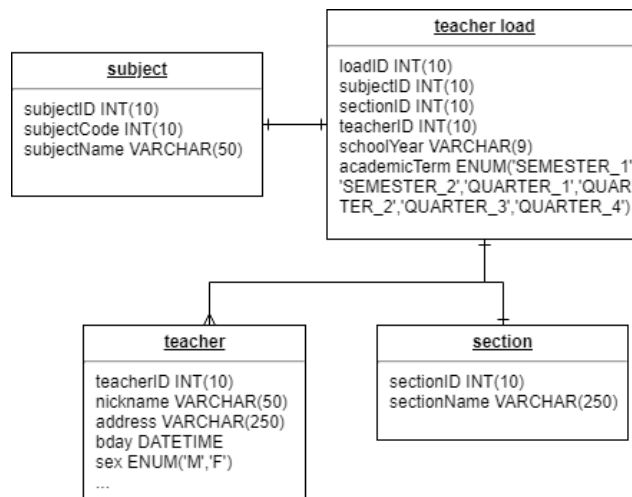 teacher load
loadID INT(10)
subjectID INT(10)
sectionID INT(10)
teacherID INT(10)
schoolYear VARCHAR(9)
academicTerm ENUM('SEMESTER_1'
'SEMESTER_2','QUARTER_1','QUAR
TER_2','QUARTER_3','QUARTER_4')
subject
subjectID INT(10)
subjectCode INT(10)
subjectName VARCHAR(50)
teacher
teacherID INT(10)
nickname VARCHAR(50)
address VARCHAR(250)
bday DATETIME
sex ENUM('M','F')
...
section
sectionID INT(10)
sectionName VARCHAR(250)